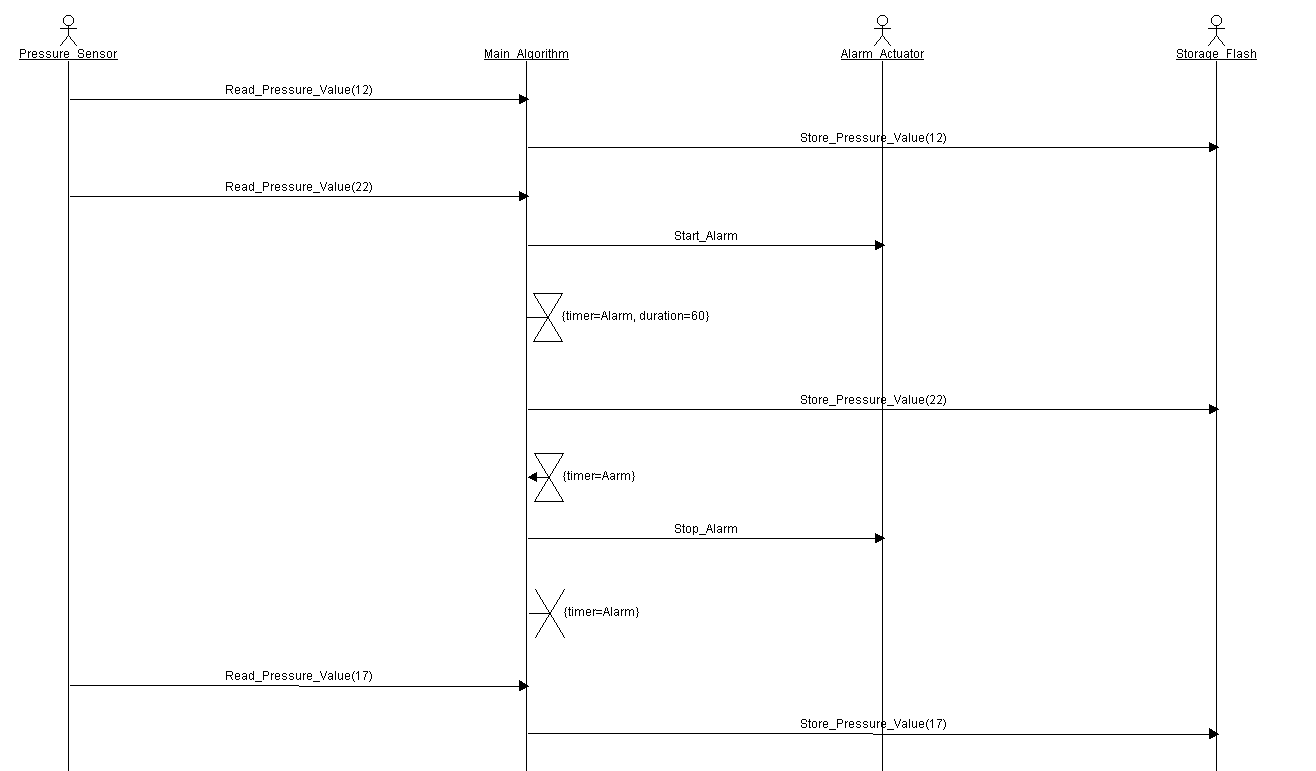 Pressure_Sensor Main_Algorithm Alarm_Actuator Storage_Flash
Read_Pressure_Value(12)
Store_Pressure_Value(12)
Read_Pressure_Value(22)
Start_Alarm
{timer=Alarm, duration=60}
Store_Pressure_Value(22)
{timer=Aarm}
Stop_Alarm
{timer=Alarm}
Read_Pressure_Value(17)
Store_Pressure_Value(17)